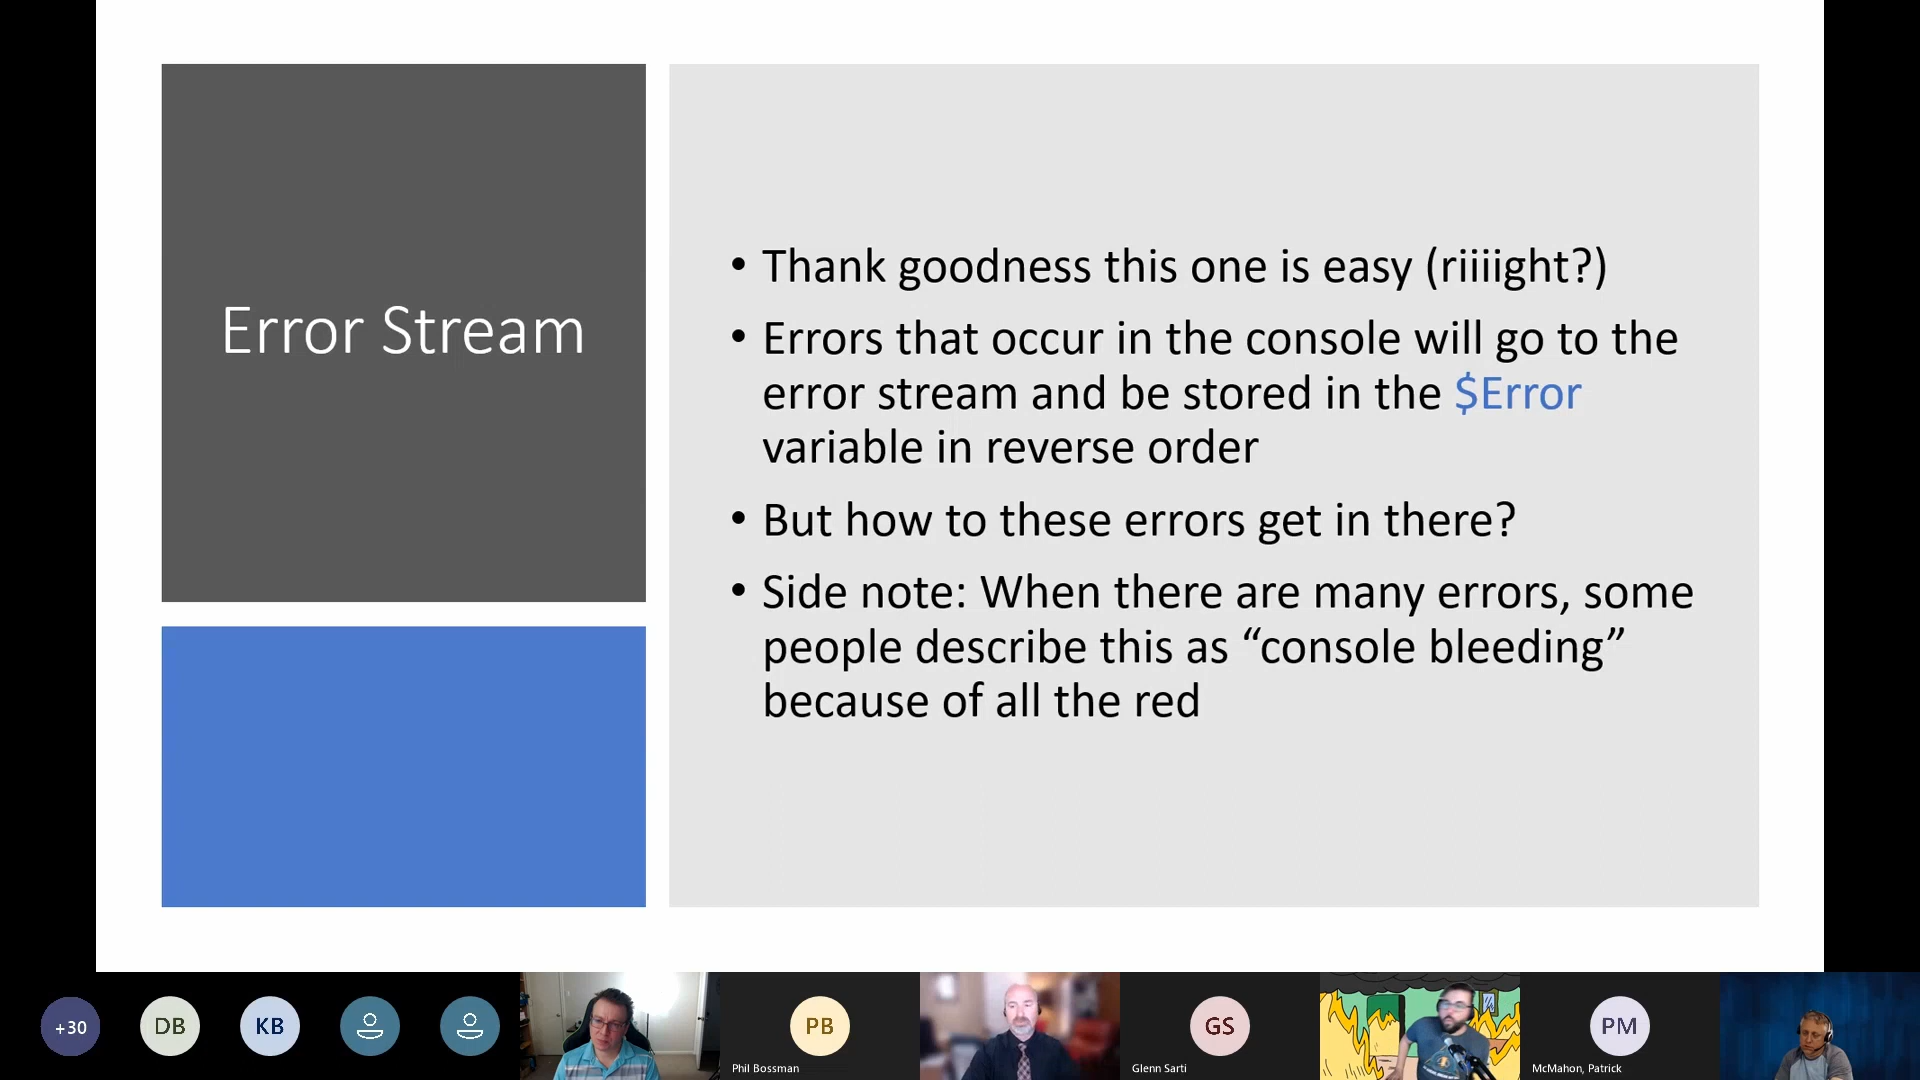 Error Stream
• Thank goodness this one is easy (riiiight?)
• Errors that occur in the console will go to the
error stream and be stored in the $Error
variable in reverse order
• But how to these errors get in there?
• Side note: When there are many errors, some
people describe this as “console bleeding”
because of all the red
+30
DB
KB
PB
Phil Bossman
GS
Glenn Sarti
PM
McMahon, Patrick